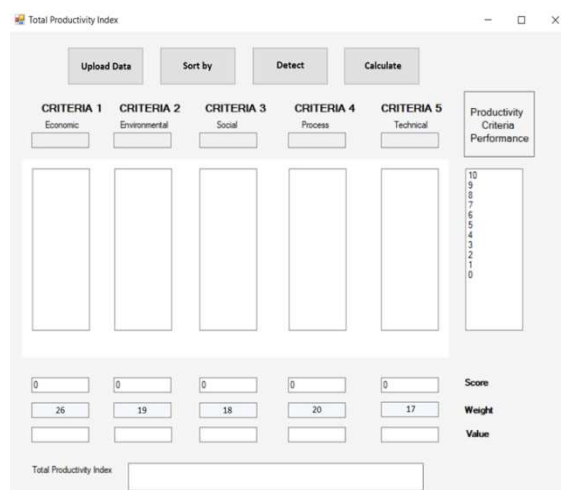 Total Productivity Index
Upload Data Sort by Detect Calculate
CRITERIA 1 CRITERIA 2 CRITERIA 3 CRITERIA 4 CRITERIA 5
Economic Environmental Social Process Technical
Productivity
Criteria
Performance
10
9
8
7
6
5
4
3
2
1
0
0 0 0 0 0 Score
26 19 18 20 17 Weight
Value
Total Productivity Index